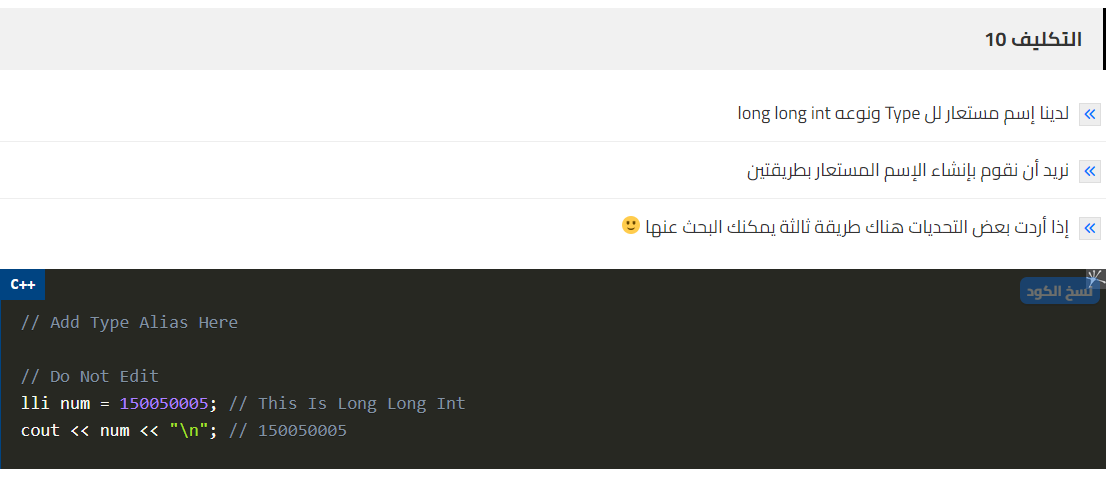 التكليف 10
لدينا إسم مستعار لل Type ونوعه long long int
نريد أن نقوم بإنشاء الإسم المستعار بطريقتين
إذا أردت بعض التحديات هناك طريقة ثالثة يمكنك البحث عنها 🙂
C++
نسخ الكود
// Add Type Alias Here
// Do Not Edit
lli num = 150050005; // This Is Long Long Int
cout << num << "\n"; // 150050005